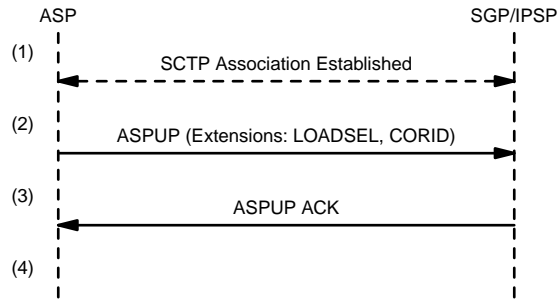 ASP SGP/IPSP
(1)
SCTP Association Established
(2)
ASPUP (Extensions: LOADSEL, CORID)
(3)
ASPUP ACK
(4)